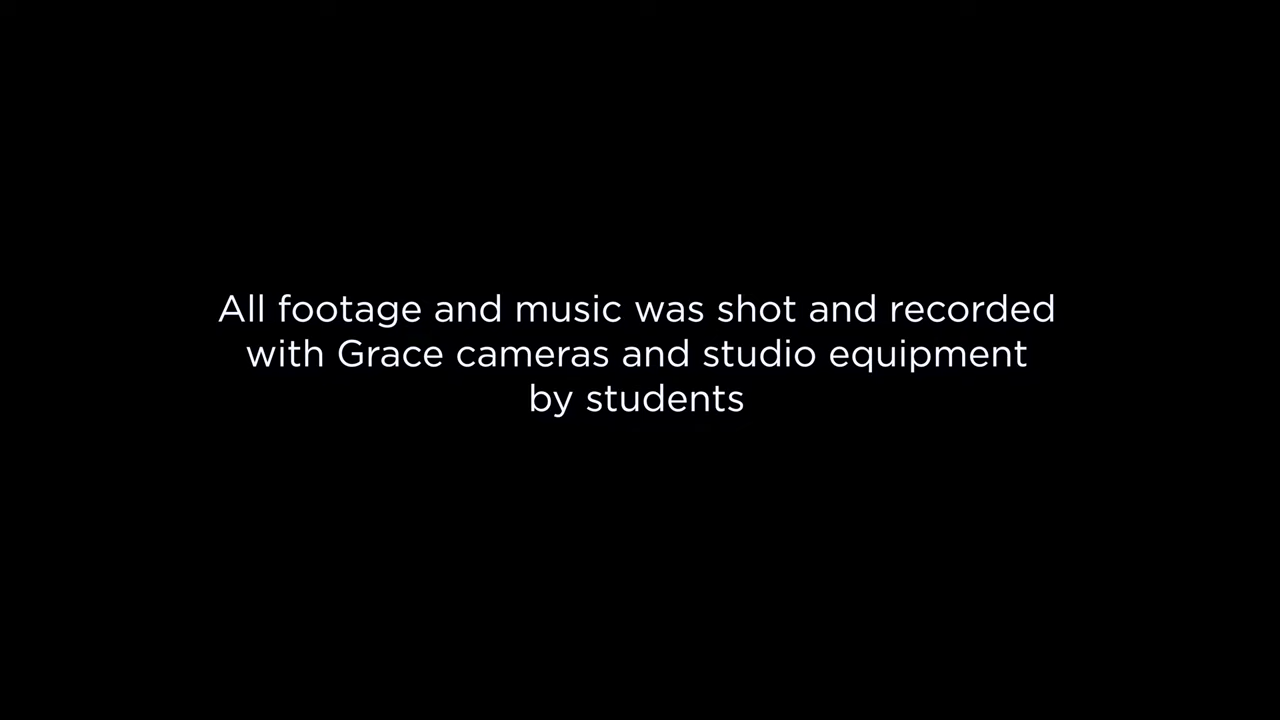 All footage and music was shot and recorded
with Grace cameras and studio equipment
by students